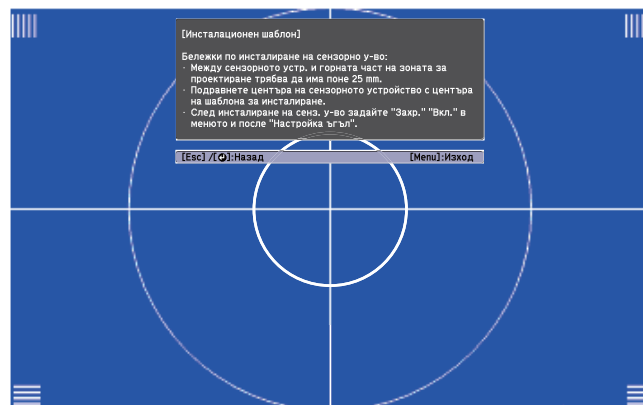 [Инсталационен шаблон]
Бележки по инсталиране на сензорно у-во:
· Между сензорното устр. и горната част на зоната за
проектиране трябва да има поне 25 mm.
· Подравнете центъра на сензорното устройство с центъра
на шаблона за инсталиране.
· След инсталиране на сенз. у-во задайте "Захр." "Вкл." в
менюто и после "Настройка ъгъл".
[Esc] /[⏎]:Назад [Menu]:Изход